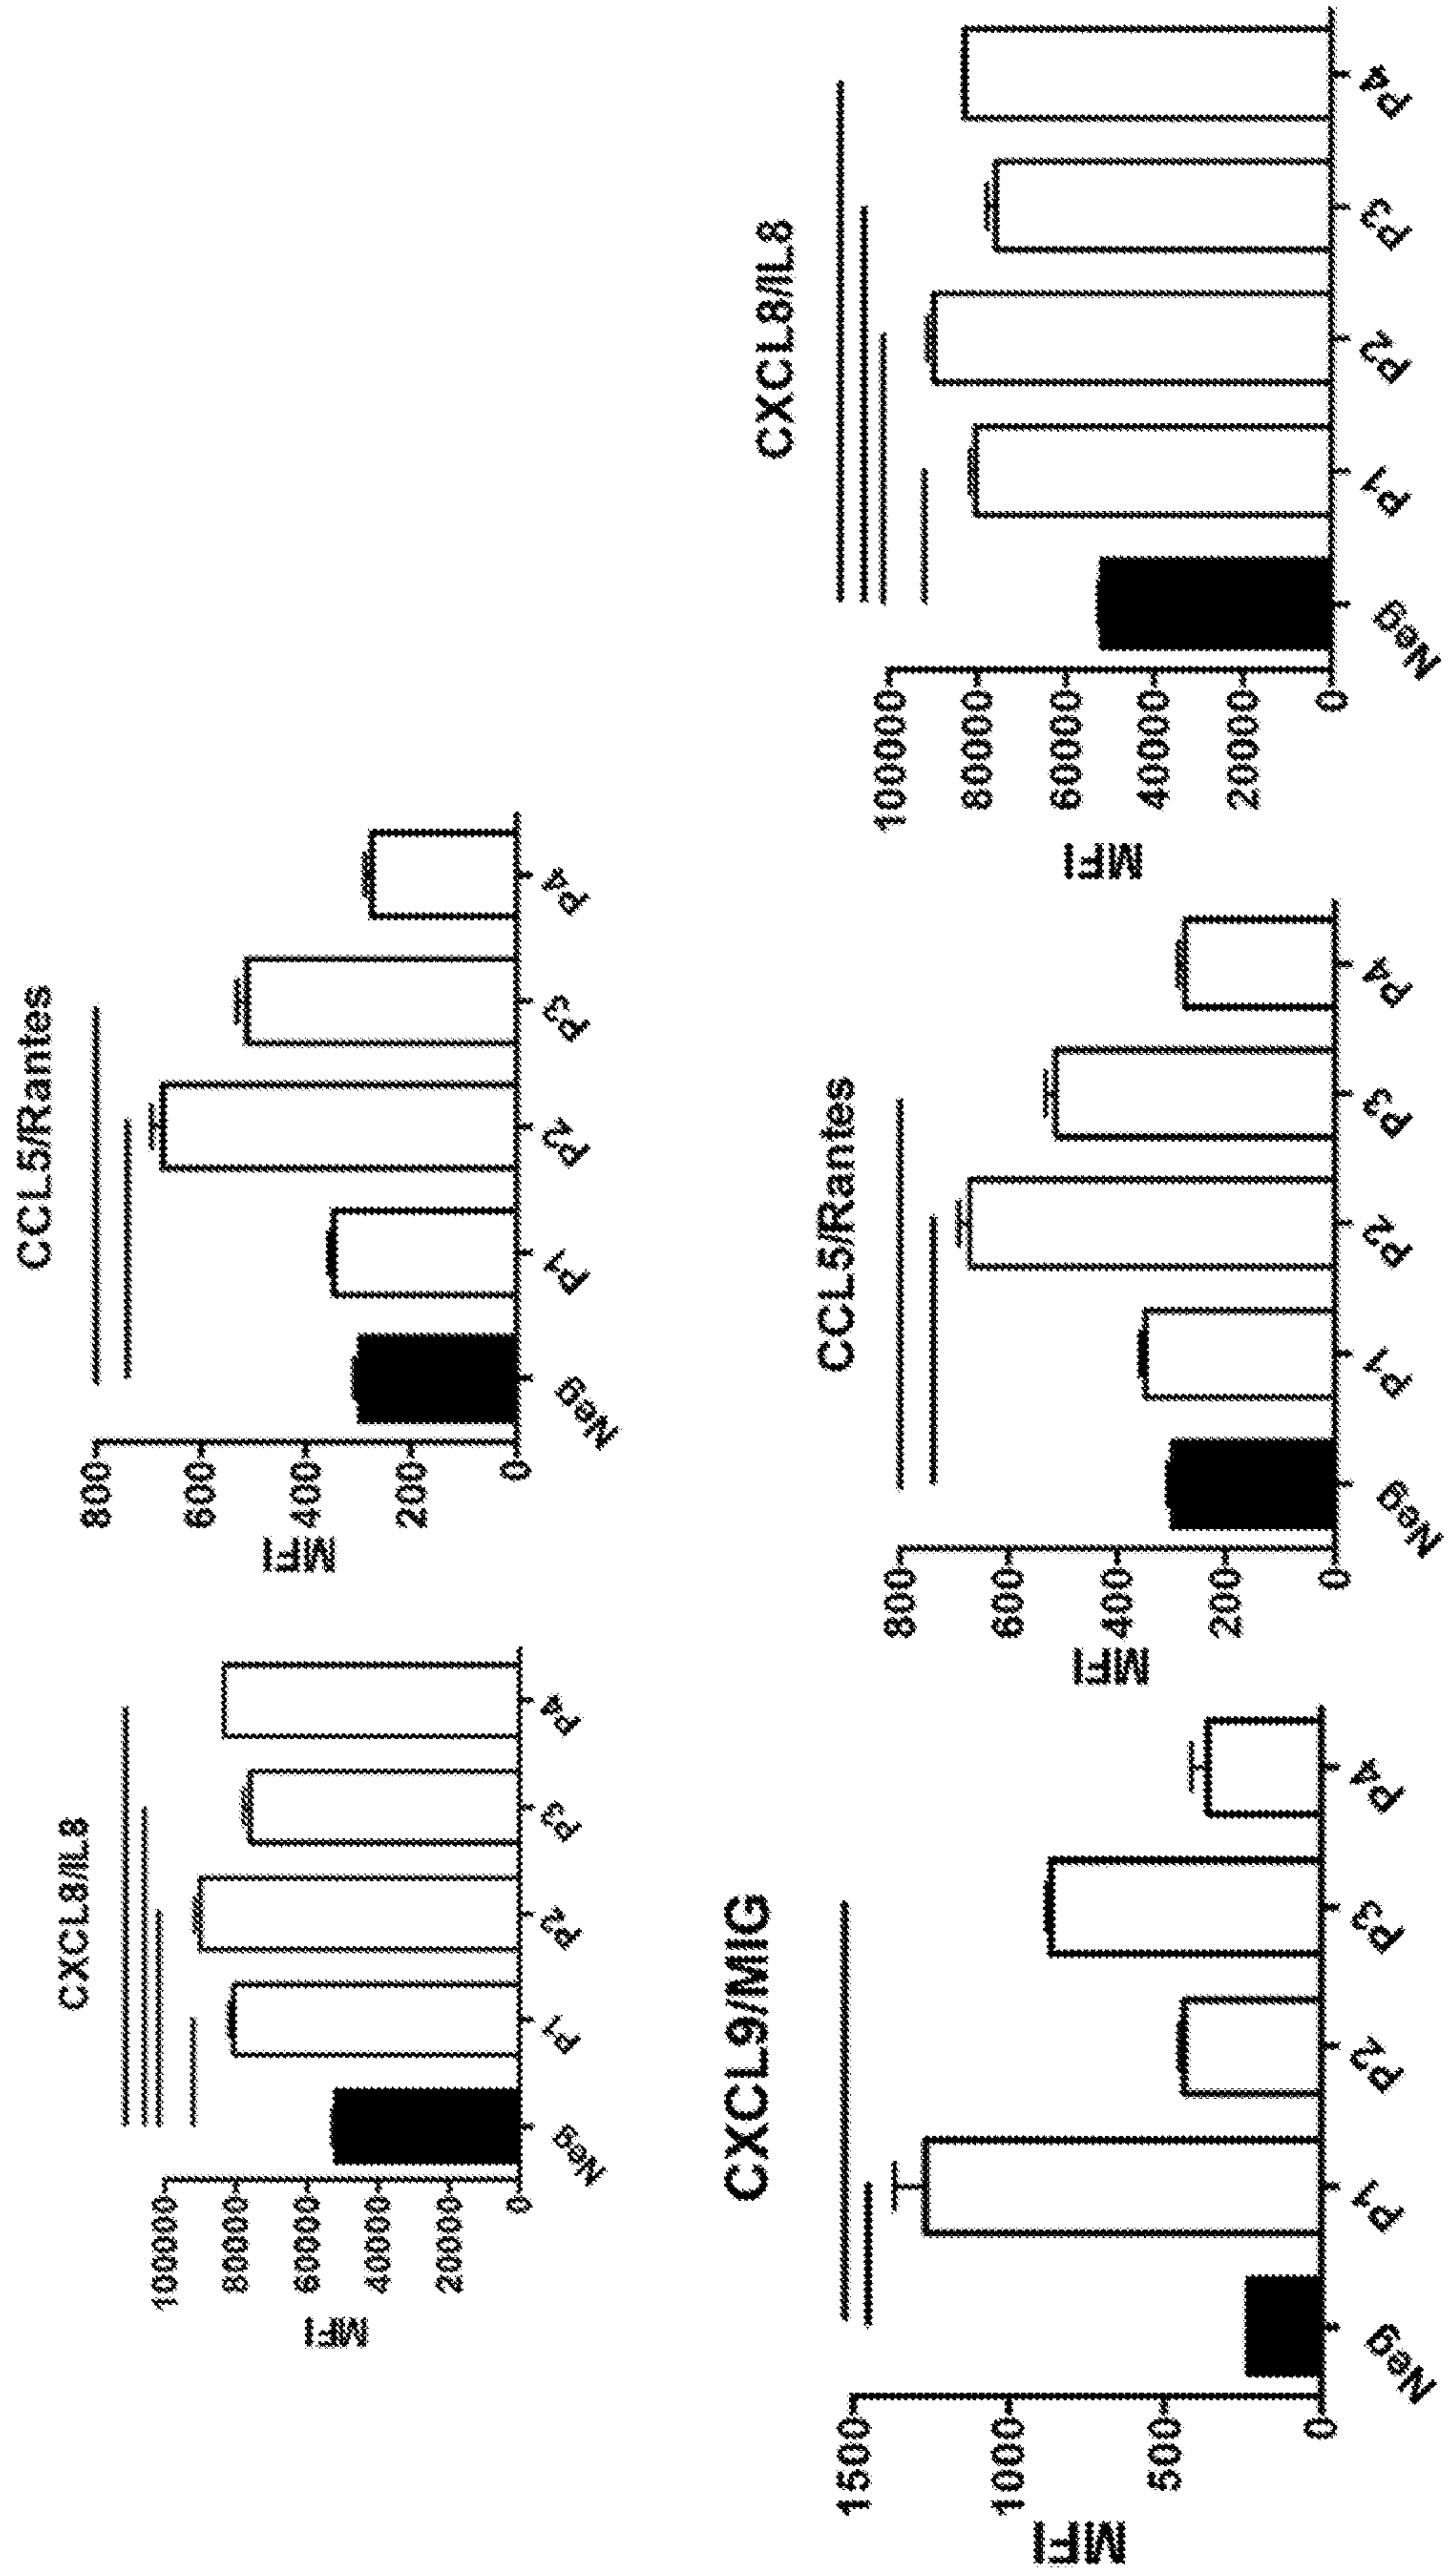 CXCL8/IL8
MFI
100000
80000
60000
40000
20000
0
Neg
P1
P2
P3
P4
CCL5/Rantes
MFI
800
600
400
200
0
Neg
P1
P2
P3
P4
CXCL9/MIG
MFI
1500
1000
500
0
Neg
P1
P2
P3
P4
CCL5/Rantes
MFI
800
600
400
200
0
Neg
P1
P2
P3
P4
CXCL8/IL8
MFI
100000
80000
60000
40000
20000
0
Neg
P1
P2
P3
P4